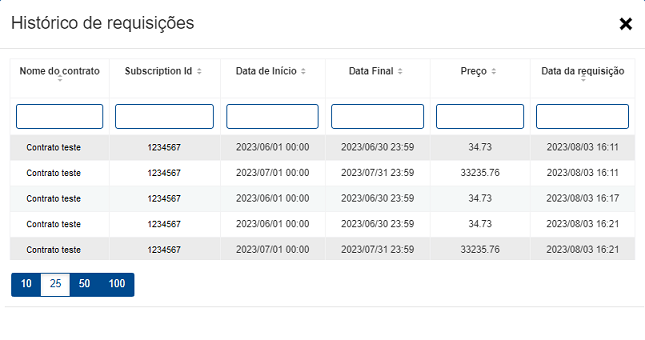 Histórico de requisições
Nome do contrato Subscription Id Data de Início Data Final Preço Data da requisição
Contrato teste 1234567 2023/06/01 00:00 2023/06/30 23:59 34.73 2023/08/03 16:11
Contrato teste 1234567 2023/07/01 00:00 2023/07/31 23:59 33235.76 2023/08/03 16:11
Contrato teste 1234567 2023/06/01 00:00 2023/06/30 23:59 34.73 2023/08/03 16:17
Contrato teste 1234567 2023/06/01 00:00 2023/06/30 23:59 34.73 2023/08/03 16:21
Contrato teste 1234567 2023/07/01 00:00 2023/07/31 23:59 33235.76 2023/08/03 16:21
10 25 50 100